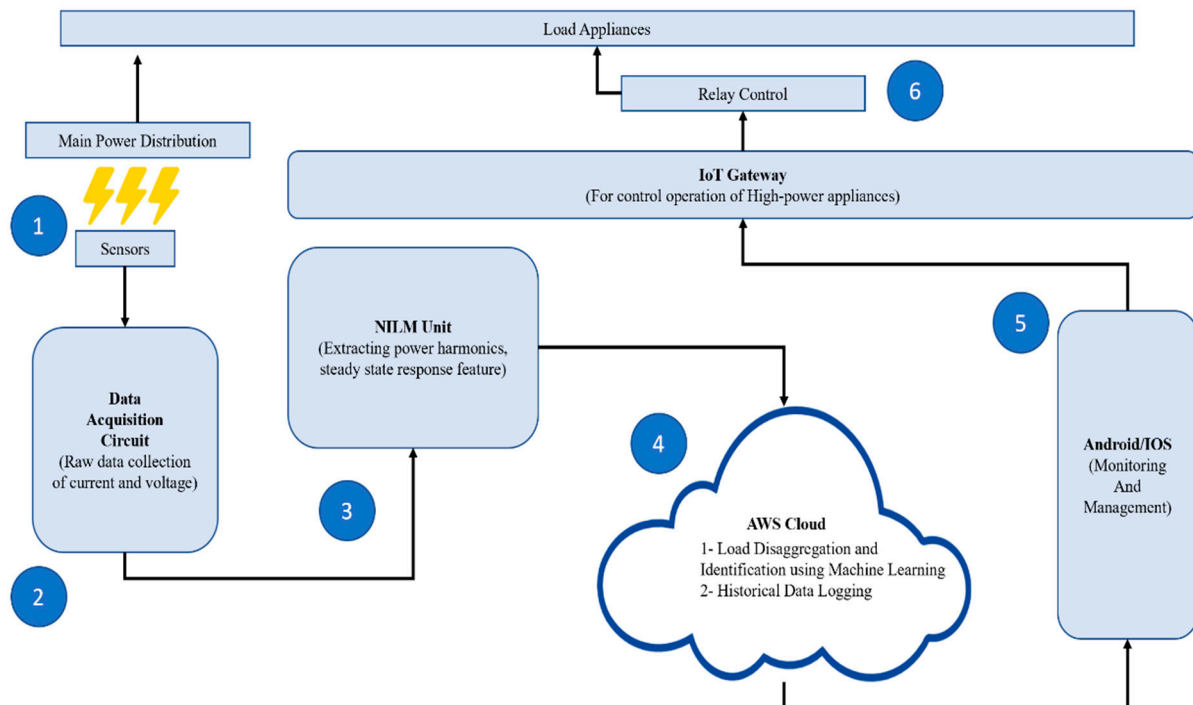 Load Appliances
6
Relay Control
Main Power Distribution
IoT Gateway
(For control operation of High-power appliances)
1
Sensors
NILM Unit
(Extracting power harmonics,
steady state response feature)
5
Data
Acquisition
Circuit
(Raw data collection
of current and voltage)
4
Android/IOS
(Monitoring
And
Management)
3
AWS Cloud
1- Load Disaggregation and
Identification using Machine Learning
2- Historical Data Logging
2